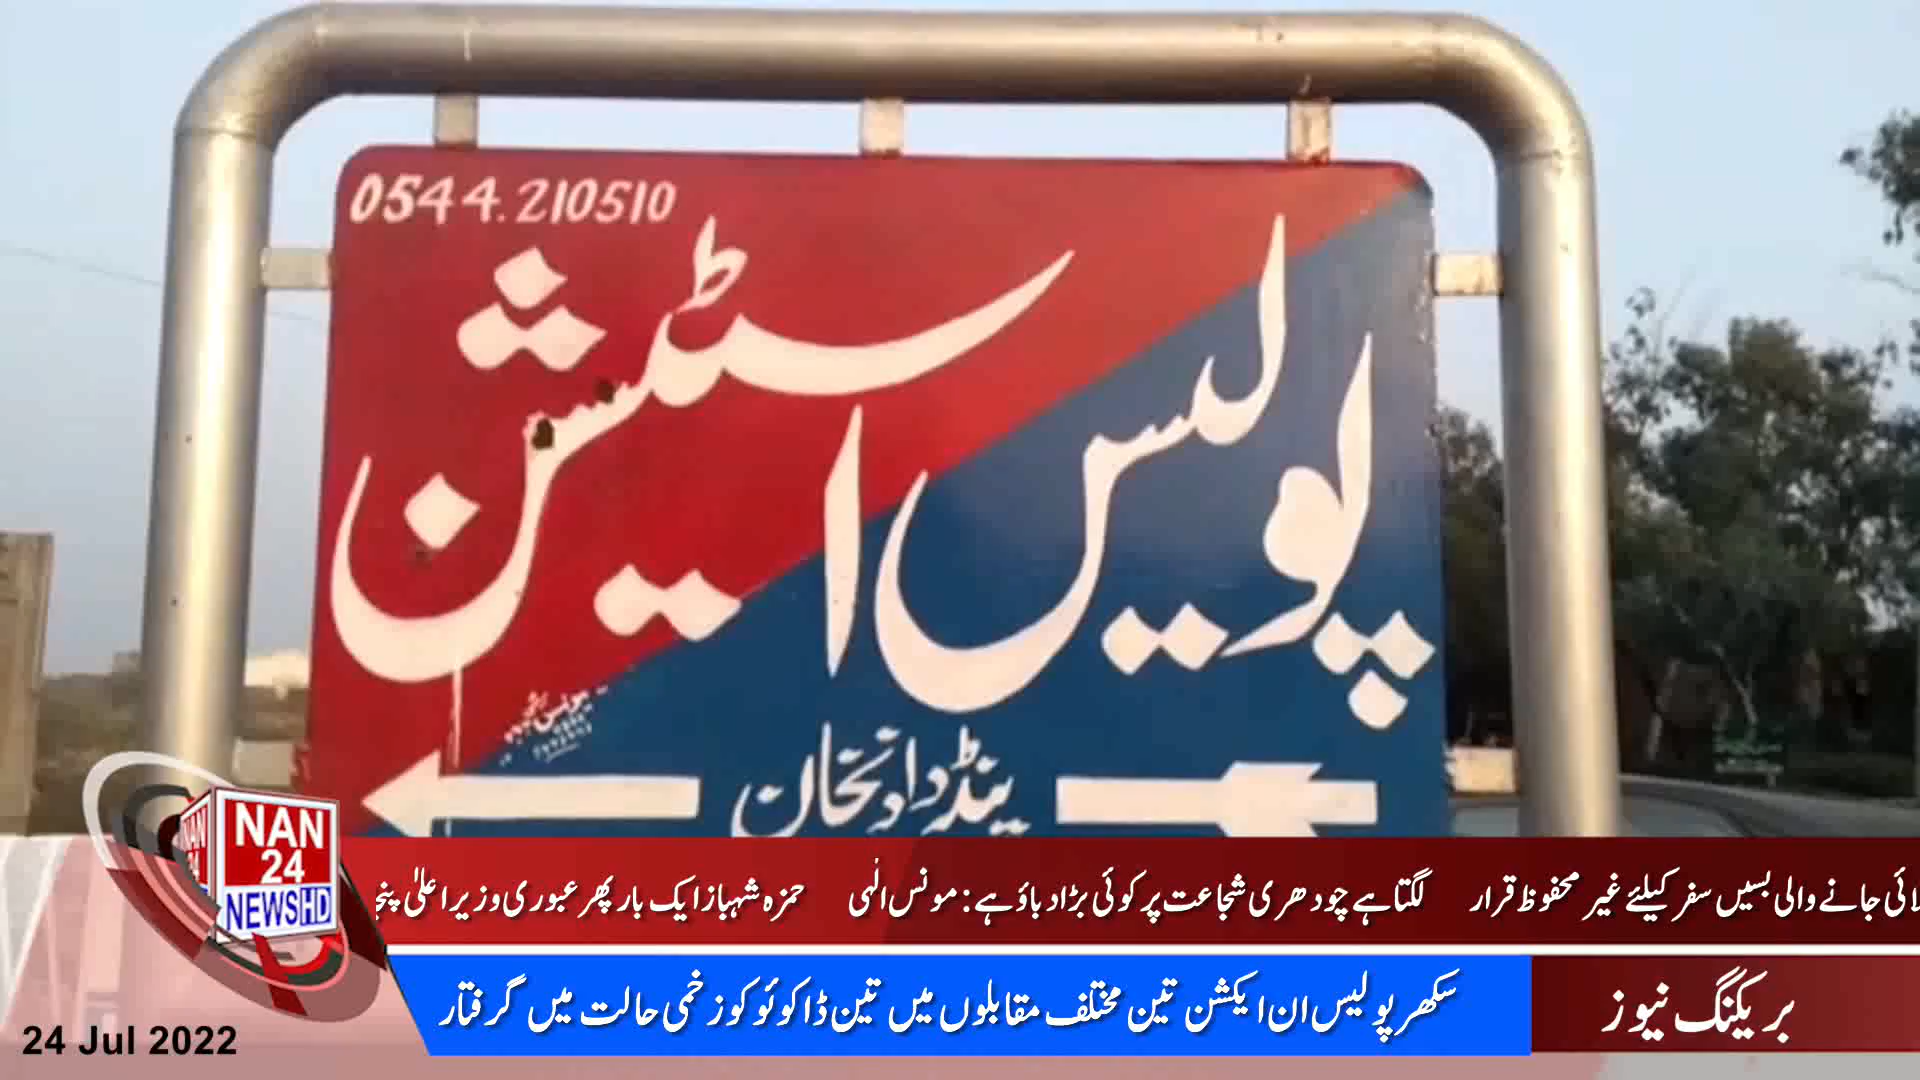 0544.210510
پولیس اسٹیشن
پنڈدادنخان
NAN
24
NEWSHD
لائی جانے والی بسیں سفر کیلئے غیر محفوظ قرار لگتا ہے چودھری شجاعت پر کوئی بڑا دباؤ ہے: مونس الٰہی حمزہ شہباز ایک بار پھر عبوری وزیر اعلیٰ پنج
بریکنگ نیوز
سکھر پولیس ان ایکشن تین مختلف مقابلوں میں تین ڈاکوئو کو زخمی حالت میں گرفتار
24 Jul 2022